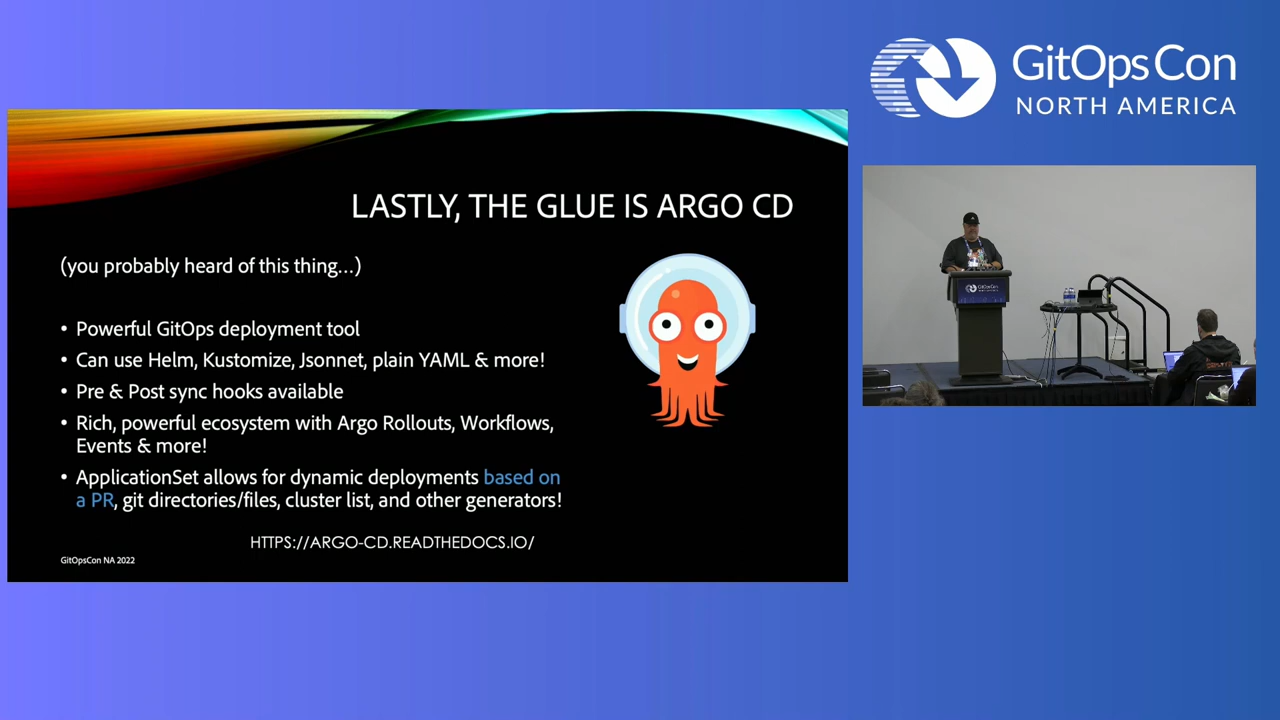 GitOpsCon
NORTH AMERICA
LASTLY, THE GLUE IS ARGO CD
(you probably heard of this thing...)
• Powerful GitOps deployment tool
• Can use Helm, Kustomize, Jsonnet, plain YAML & more!
• Pre & Post sync hooks available
• Rich, powerful ecosystem with Argo Rollouts, Workflows,
Events & more!
• ApplicationSet allows for dynamic deployments based on
a PR, git directories/files, cluster list, and other generators!
HTTPS://ARGO-CD.READTHEDOCS.IO/
GitOpsCon NA 2022
GitOpsCon